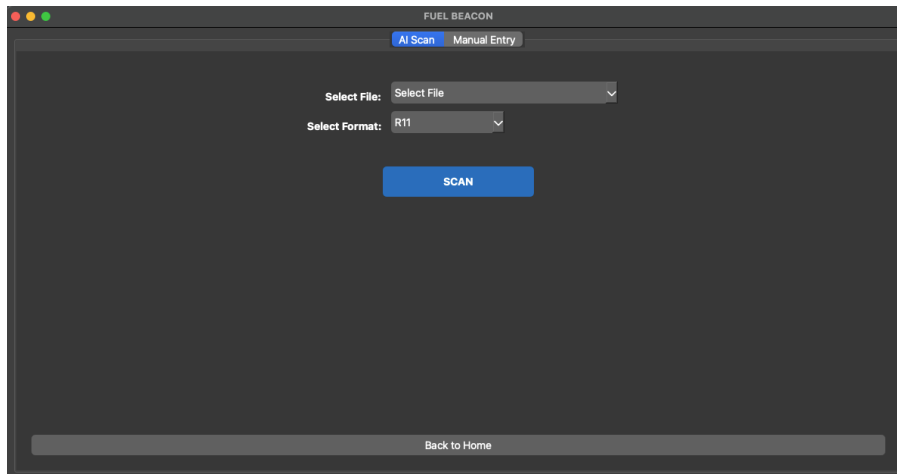 FUEL BEACON
AI Scan Manual Entry
Select File: Select File
Select Format: R11
SCAN
Back to Home